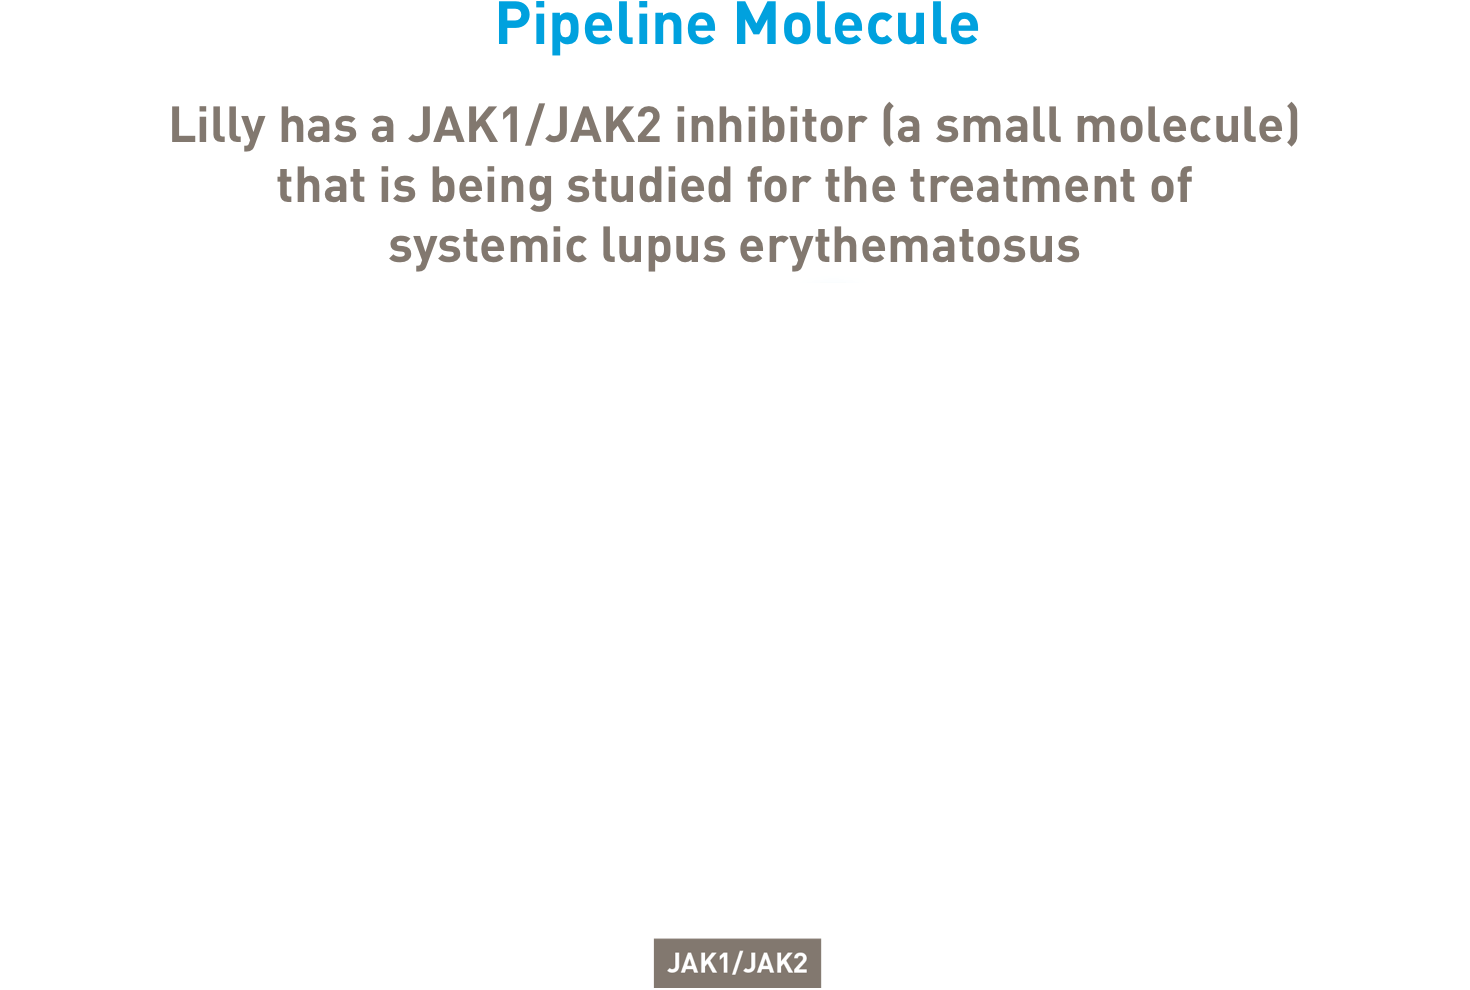 Pipeline Molecule
Lilly has a JAK1/JAK2 inhibitor (a small molecule)
that is being studied for the treatment of
systemic lupus erythematosus
JAK1/JAK2